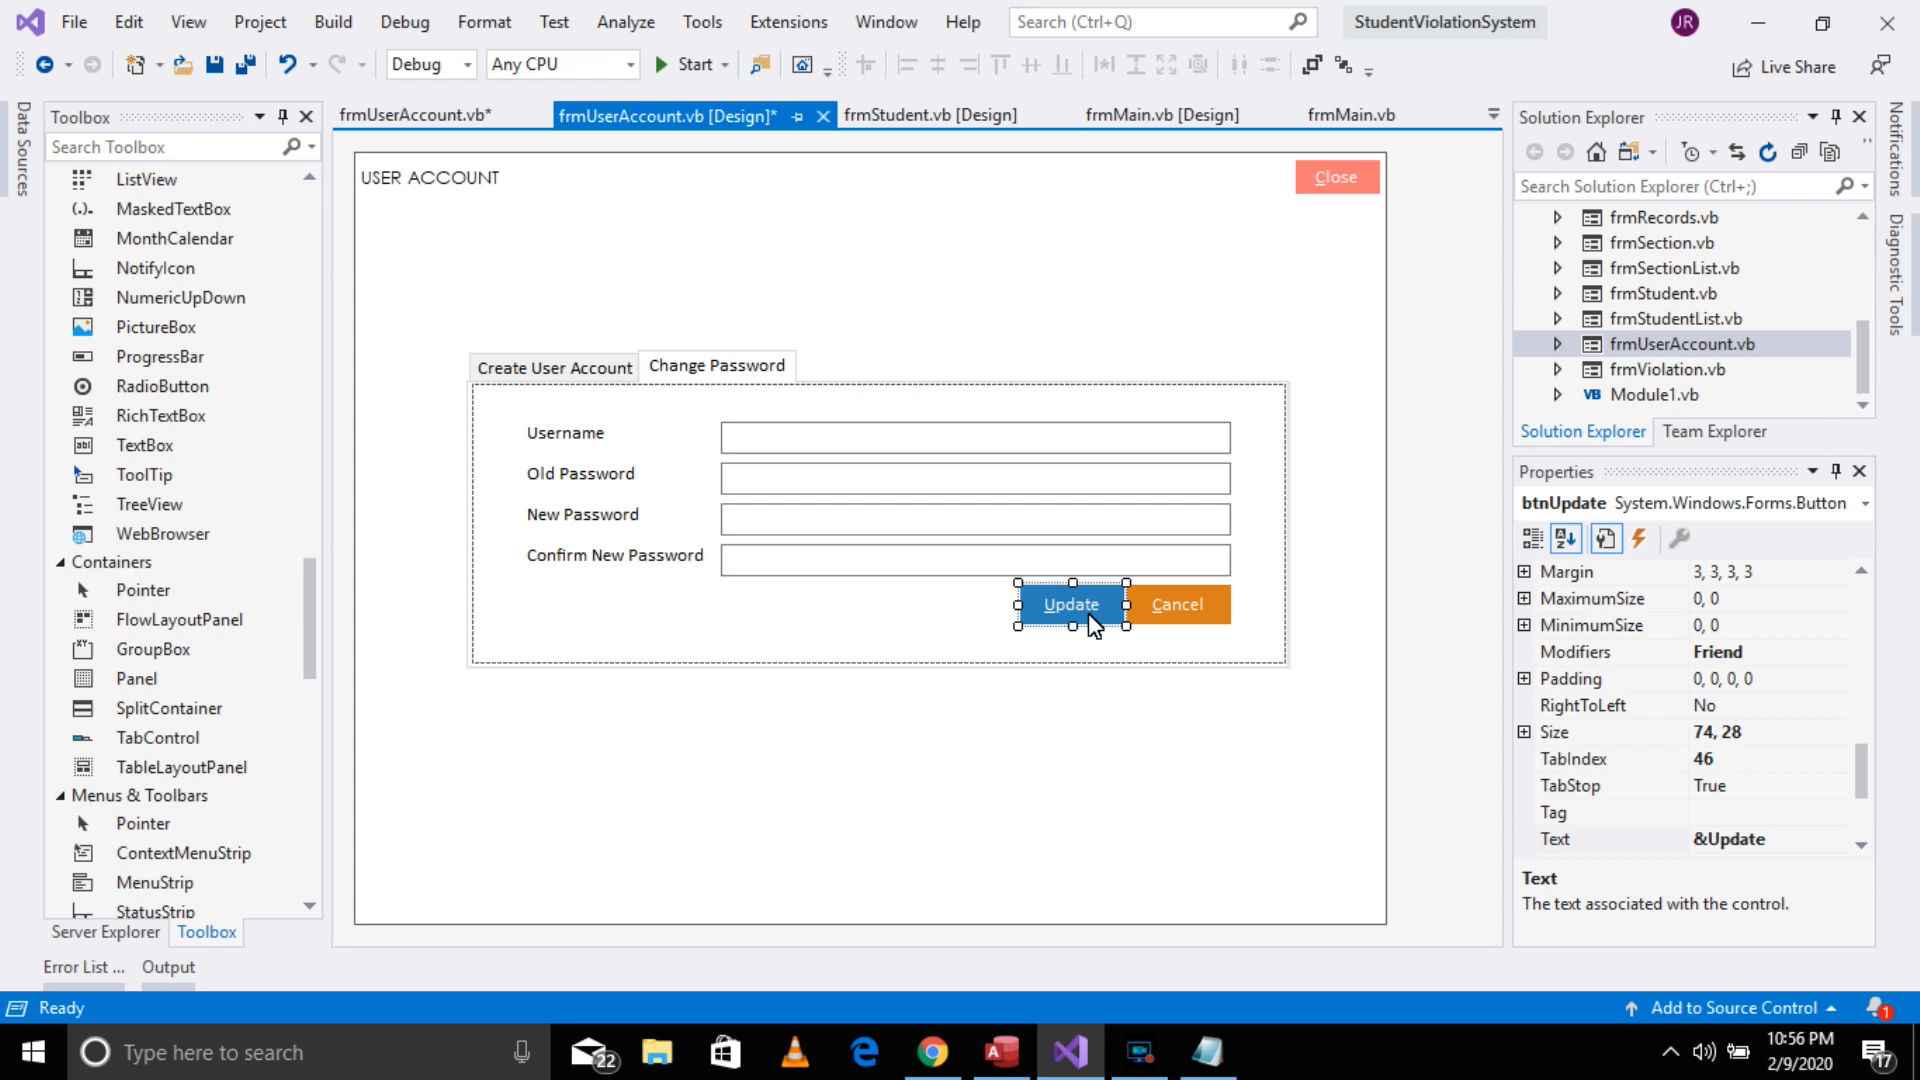 File Edit View Project Build Debug Format Test Analyze Tools Extensions Window Help Search (Ctrl+Q) StudentViolationSystem JR
Debug Any CPU Start Live Share
Data Sources
Toolbox
Search Toolbox
ListView
MaskedTextBox
MonthCalendar
NotifyIcon
NumericUpDown
PictureBox
ProgressBar
RadioButton
RichTextBox
TextBox
ToolTip
TreeView
WebBrowser
Containers
Pointer
FlowLayoutPanel
GroupBox
Panel
SplitContainer
TabControl
TableLayoutPanel
Menus & Toolbars
Pointer
ContextMenuStrip
MenuStrip
StatusStrip
Server Explorer Toolbox
Error List ... Output
frmUserAccount.vb* frmUserAccount.vb [Design]* frmStudent.vb [Design] frmMain.vb [Design] frmMain.vb
USER ACCOUNT Close
Create User Account Change Password
Username
Old Password
New Password
Confirm New Password
Update Cancel
Solution Explorer
Search Solution Explorer (Ctrl+;)
frmRecords.vb
frmSection.vb
frmSectionList.vb
frmStudent.vb
frmStudentList.vb
frmUserAccount.vb
frmViolation.vb
VB Module1.vb
Solution Explorer Team Explorer
Properties
btnUpdate System.Windows.Forms.Button
Margin 3, 3, 3, 3
MaximumSize 0, 0
MinimumSize 0, 0
Modifiers Friend
Padding 0, 0, 0, 0
RightToLeft No
Size 74, 28
TabIndex 46
TabStop True
Tag
Text &Update
Text
The text associated with the control.
Notifications
Diagnostic Tools
Ready Add to Source Control 1
Type here to search 22 10:56 PM
2/9/2020 17